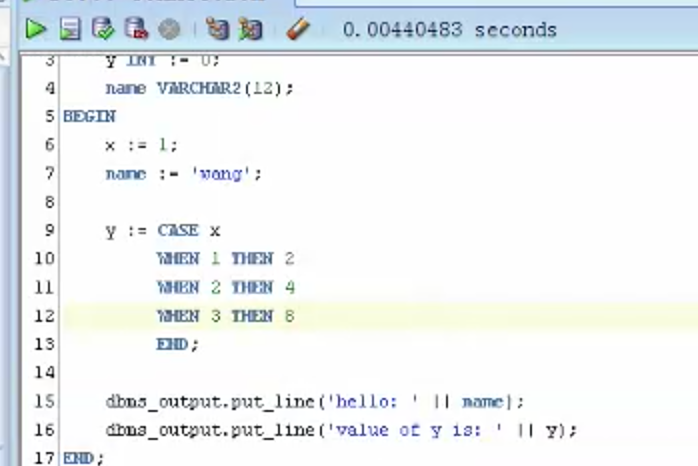 0.00440483 seconds
3 y INT := 0;
4 name VARCHAR2(12);
5 BEGIN
6 x := 1;
7 name := 'wang';
8
9 y := CASE x
10 WHEN 1 THEN 2
11 WHEN 2 THEN 4
12 WHEN 3 THEN 8
13 END;
14
15 dbms_output.put_line('hello: ' || name);
16 dbms_output.put_line('value of y is: ' || y);
17 END;